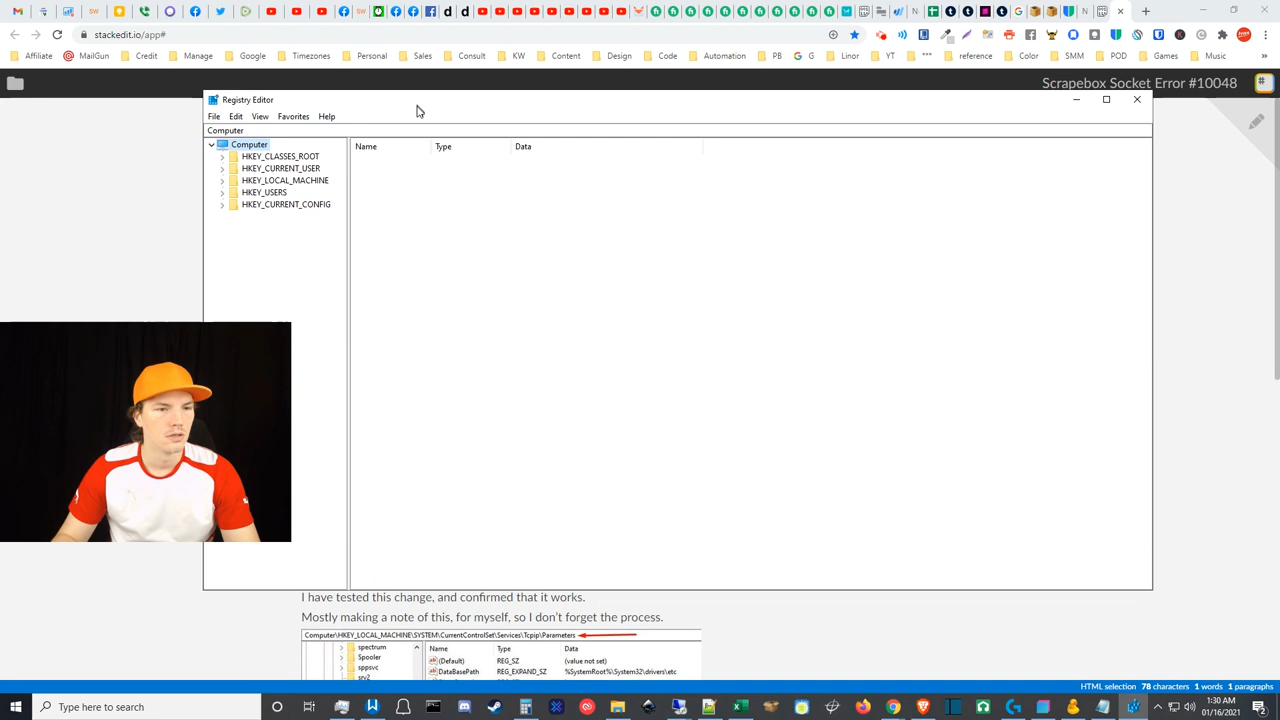 stackedit.io/app#
Affiliate MailGun Credit Manage Google Timezones Personal Sales Consult KW Content Design Code Automation PB G Linor YT *** reference Color SMM POD Games Music »
Scrapebox Socket Error #10048
Registry Editor
File Edit View Favorites Help
Computer
Computer
HKEY_CLASSES_ROOT
HKEY_CURRENT_USER
HKEY_LOCAL_MACHINE
HKEY_USERS
HKEY_CURRENT_CONFIG
Name Type Data
I have tested this change, and confirmed that it works.
Mostly making a note of this, for myself, so I don't forget the process.
Computer\HKEY_LOCAL_MACHINE\SYSTEM\CurrentControlSet\Services\Tcpip\Parameters
spectrum
Spooler
sppsvc
srv2
Name Type Data
(Default) REG_SZ (value not set)
DataBasePath REG_EXPAND_SZ %SystemRoot%\System32\drivers\etc
HTML selection 78 characters 1 words 1 paragraphs
Type here to search
1:30 AM
01/16/2021